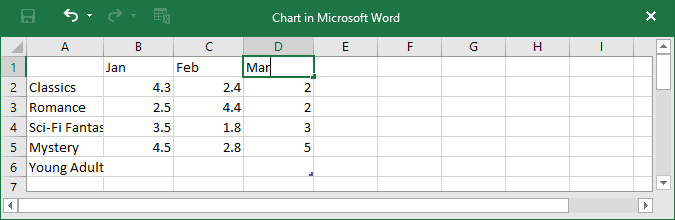 Chart in Microsoft Word
A B C D E F G H I
1 Jan Feb Mar
2 Classics 4.3 2.4 2
3 Romance 2.5 4.4 2
4 Sci-Fi Fantas 3.5 1.8 3
5 Mystery 4.5 2.8 5
6 Young Adult
7